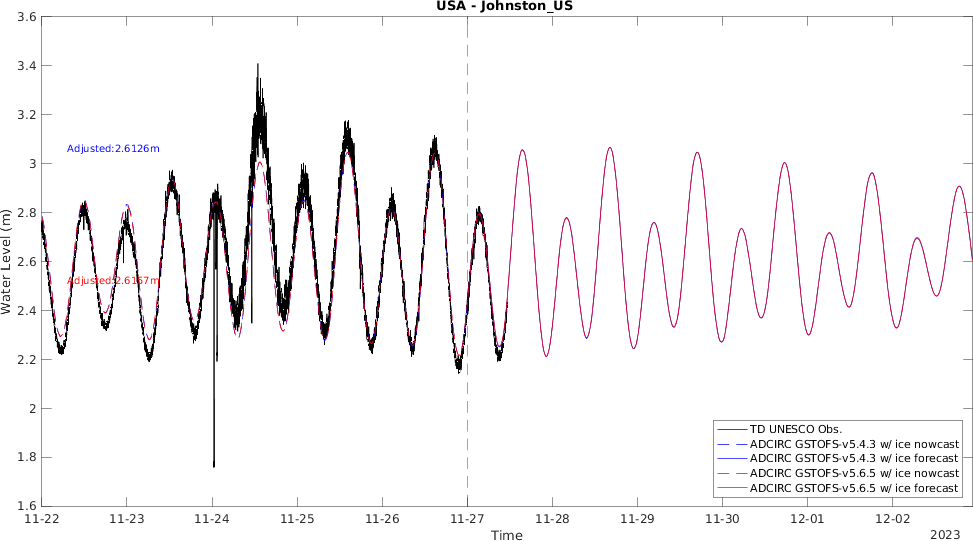 USA - Johnston_US
3.6
3.4
3.2
3
2.8
2.6
2.4
2.2
2
1.8
1.6
Water Level (m)
Adjusted:2.6126m
Adjusted:2.6157m
TD UNESCO Obs.
ADCIRC GSTOFS-v5.4.3 w/ ice nowcast
ADCIRC GSTOFS-v5.4.3 w/ ice forecast
ADCIRC GSTOFS-v5.6.5 w/ ice nowcast
ADCIRC GSTOFS-v5.6.5 w/ ice forecast
11-22 11-23 11-24 11-25 11-26 11-27 11-28 11-29 11-30 12-01 12-02
Time
2023